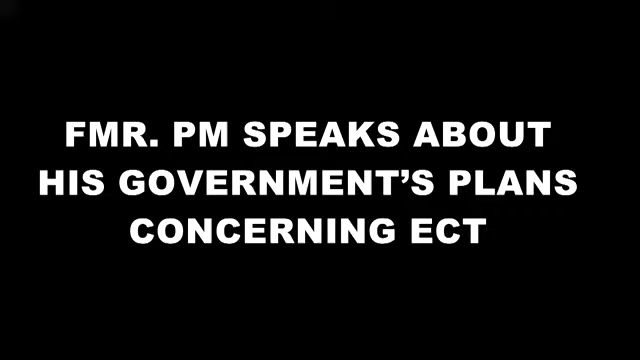 FMR. PM SPEAKS ABOUT
HIS GOVERNMENT’S PLANS
CONCERNING ECT